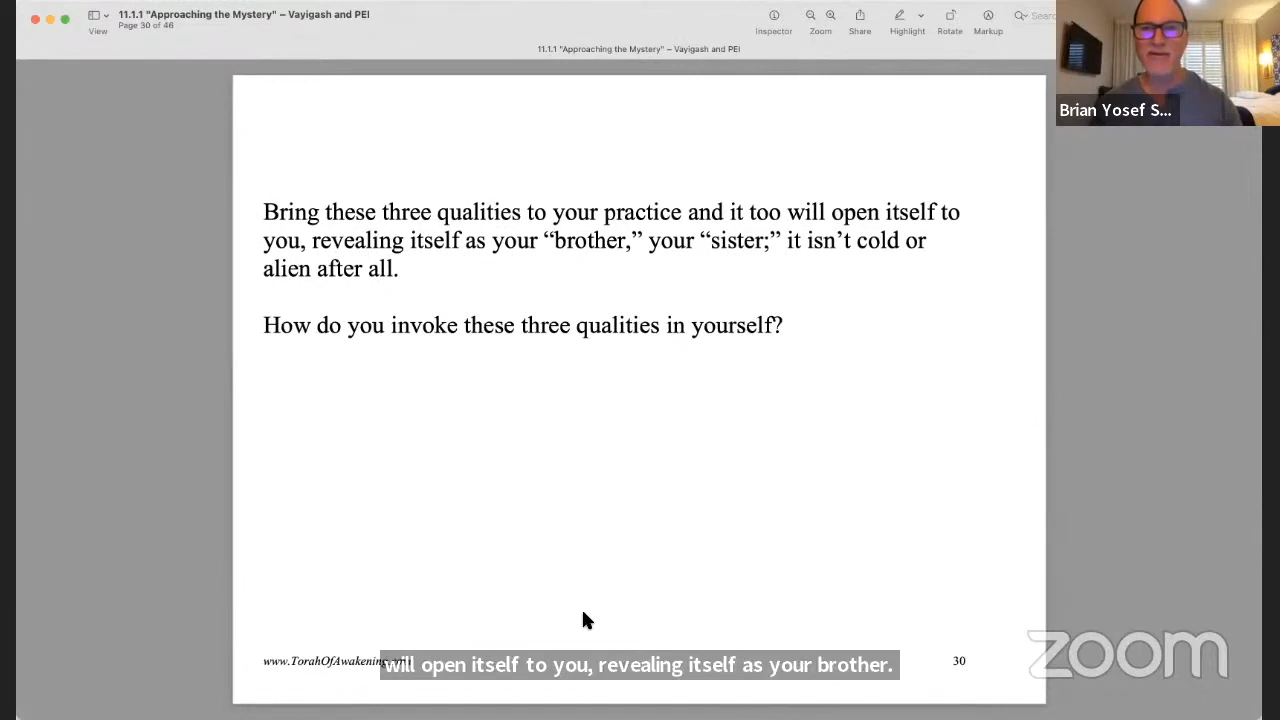 11.1.1 "Approaching the Mystery" – Vayigash and PEI
Page 30 of 46
View
Inspector
Zoom
Share
Highlight
Rotate
Markup
Searc
11.1.1 "Approaching the Mystery" – Vayigash and PEI
Brian Yosef S...
Bring these three qualities to your practice and it too will open itself to
you, revealing itself as your “brother,” your “sister;” it isn’t cold or
alien after all.
How do you invoke these three qualities in yourself?
www.TorahOfAwakening
will open itself to you, revealing itself as your brother.
30
zoom